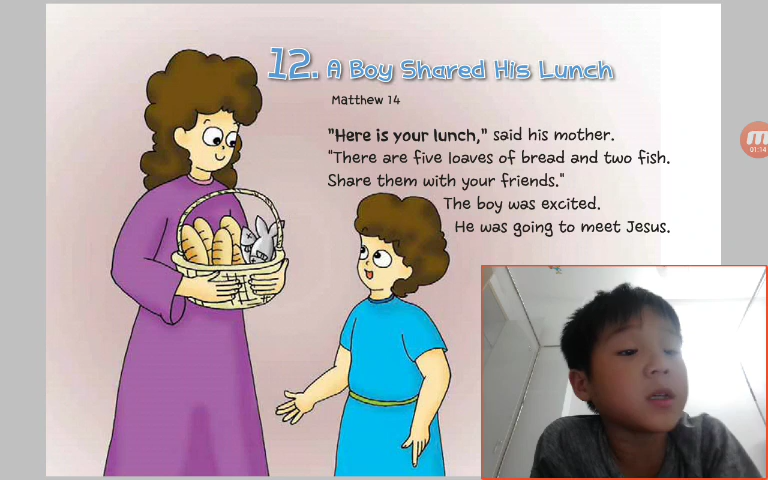 12. A Boy Shared His Lunch
Matthew 14
"Here is your lunch," said his mother.
"There are five loaves of bread and two fish.
Share them with your friends."
The boy was excited.
He was going to meet Jesus.
01:14